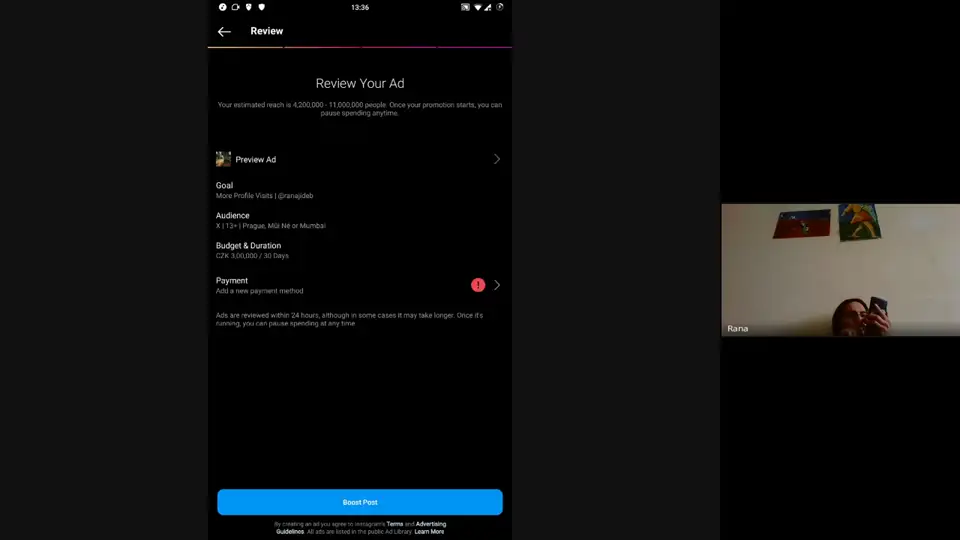 13:36
Review
Review Your Ad
Your estimated reach is 4,200,000 - 11,000,000 people. Once your promotion starts, you can
pause spending anytime.
Preview Ad
Goal
More Profile Visits | @ranajideb
Audience
X | 13+ | Prague, Mũi Né or Mumbai
Budget & Duration
CZK 3,00,000 / 30 Days
Payment
Add a new payment method
Ads are reviewed within 24 hours, although in some cases it may take longer. Once it's
running, you can pause spending at any time.
Rana
Boost Post
By creating an ad you agree to Instagram's Terms and Advertising
Guidelines. All ads are listed in the public Ad Library. Learn More